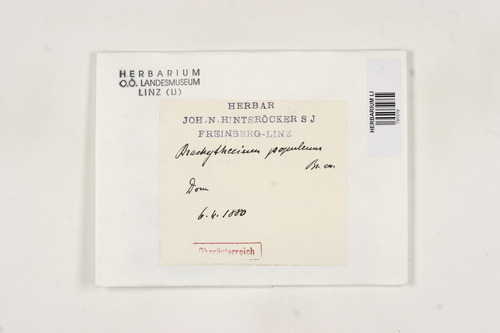 HERBARIUM
O.Ö. LANDESMUSEUM
LINZ (LI)
HERBAR
JOH. N. HINTERÖCKER S J
FREINBERG-LINZ
Brachythecium populeum
Br. eu.
Dorn
6. 4. 1880
Oberösterreich
HERBARIUM LI